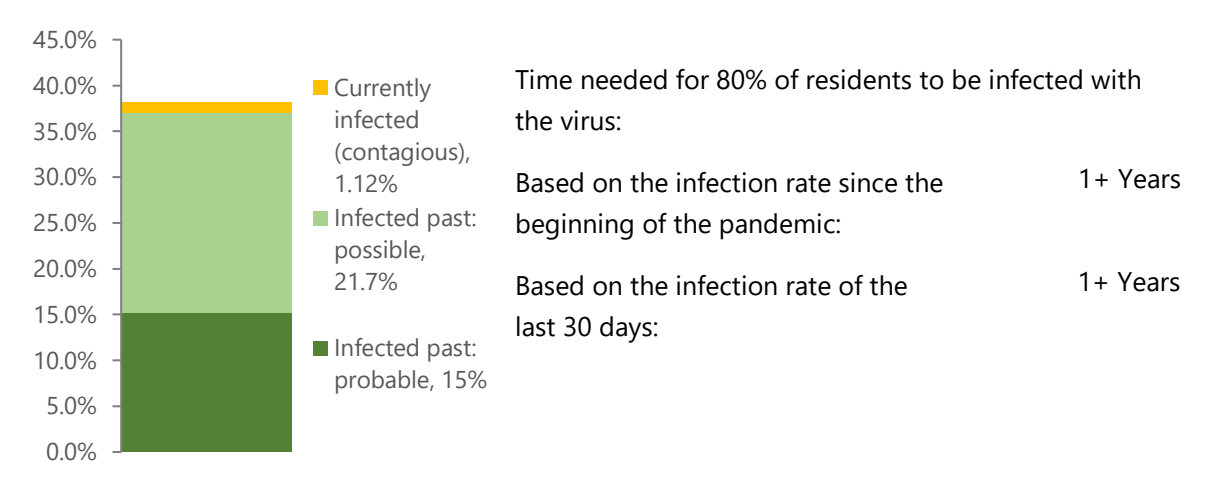 45.0%
40.0%
35.0%
30.0%
25.0%
20.0%
15.0%
10.0%
5.0%
0.0%
Currently
infected
(contagious),
1.12%
Infected past:
possible,
21.7%
Infected past:
probable, 15%
Time needed for 80% of residents to be infected with
the virus:
Based on the infection rate since the
beginning of the pandemic:
1+ Years
Based on the infection rate of the
last 30 days:
1+ Years